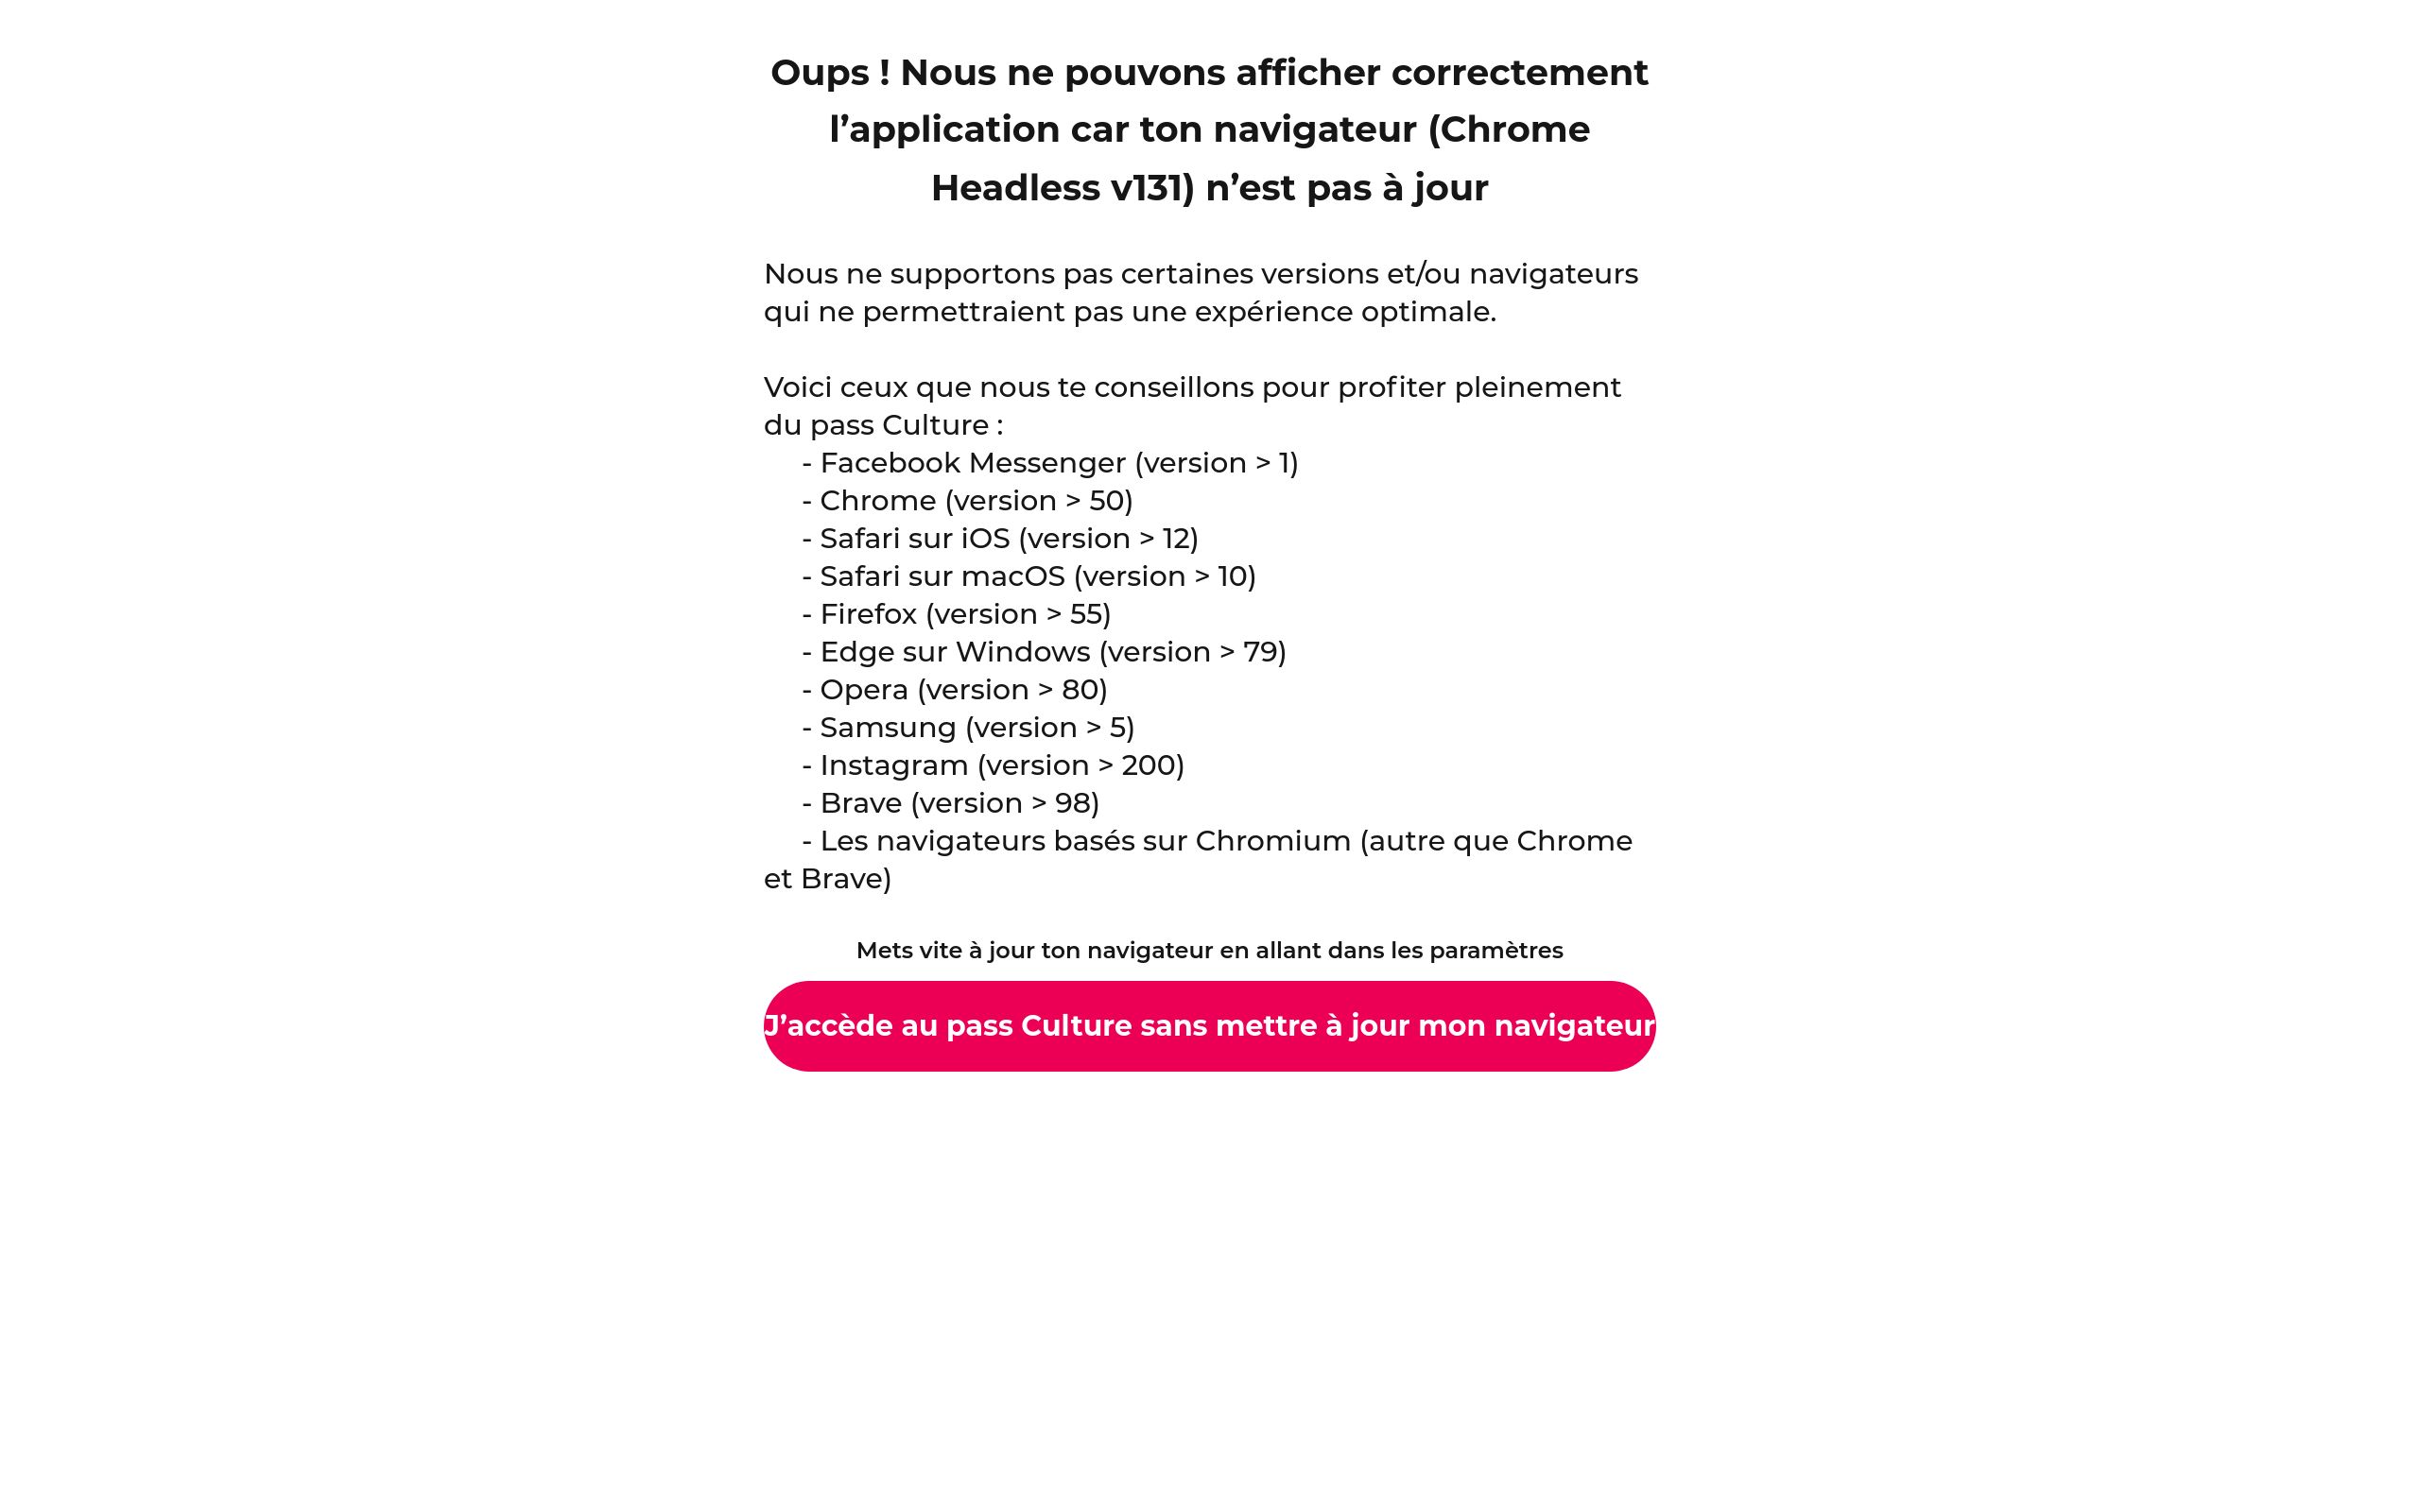 Oups ! Nous ne pouvons afficher correctement
l’application car ton navigateur (Chrome
Headless v131) n’est pas à jour
Nous ne supportons pas certaines versions et/ou navigateurs
qui ne permettraient pas une expérience optimale.
Voici ceux que nous te conseillons pour profiter pleinement
du pass Culture :
- Facebook Messenger (version > 1)
- Chrome (version > 50)
- Safari sur iOS (version > 12)
- Safari sur macOS (version > 10)
- Firefox (version > 55)
- Edge sur Windows (version > 79)
- Opera (version > 80)
- Samsung (version > 5)
- Instagram (version > 200)
- Brave (version > 98)
- Les navigateurs basés sur Chromium (autre que Chrome
et Brave)
Mets vite à jour ton navigateur en allant dans les paramètres
J’accède au pass Culture sans mettre à jour mon navigateur